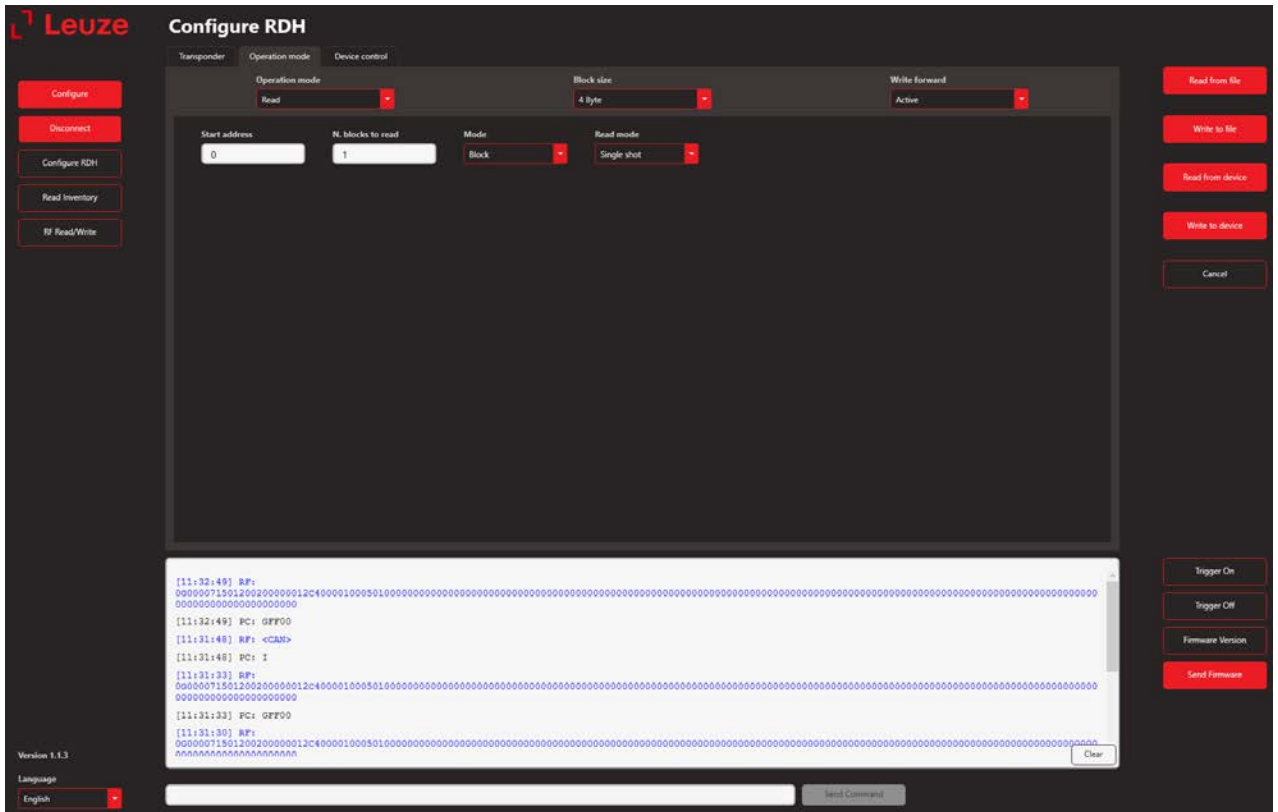 Leuze
Configure RDH
Transponder Operation mode Device control
Operation mode Block size Write forward
Read 4 Byte Active
Start address N. blocks to read Mode Read mode
0 1 Block Single shot
Configure
Disconnect
Configure RDH
Read Inventory
RF Read/Write
Read from file
Write to file
Read from device
Write to device
Cancel
[11:32:49] RF:
[11:32:49] PC: GFF00
[11:31:48] RF: <CAN>
[11:31:48] PC: I
[11:31:33] RF:
[11:31:33] PC: GFF00
[11:31:30] RF:
Clear
Trigger On
Trigger Off
Firmware Version
Send Firmware
Version 1.1.3
Language
English
Send Command